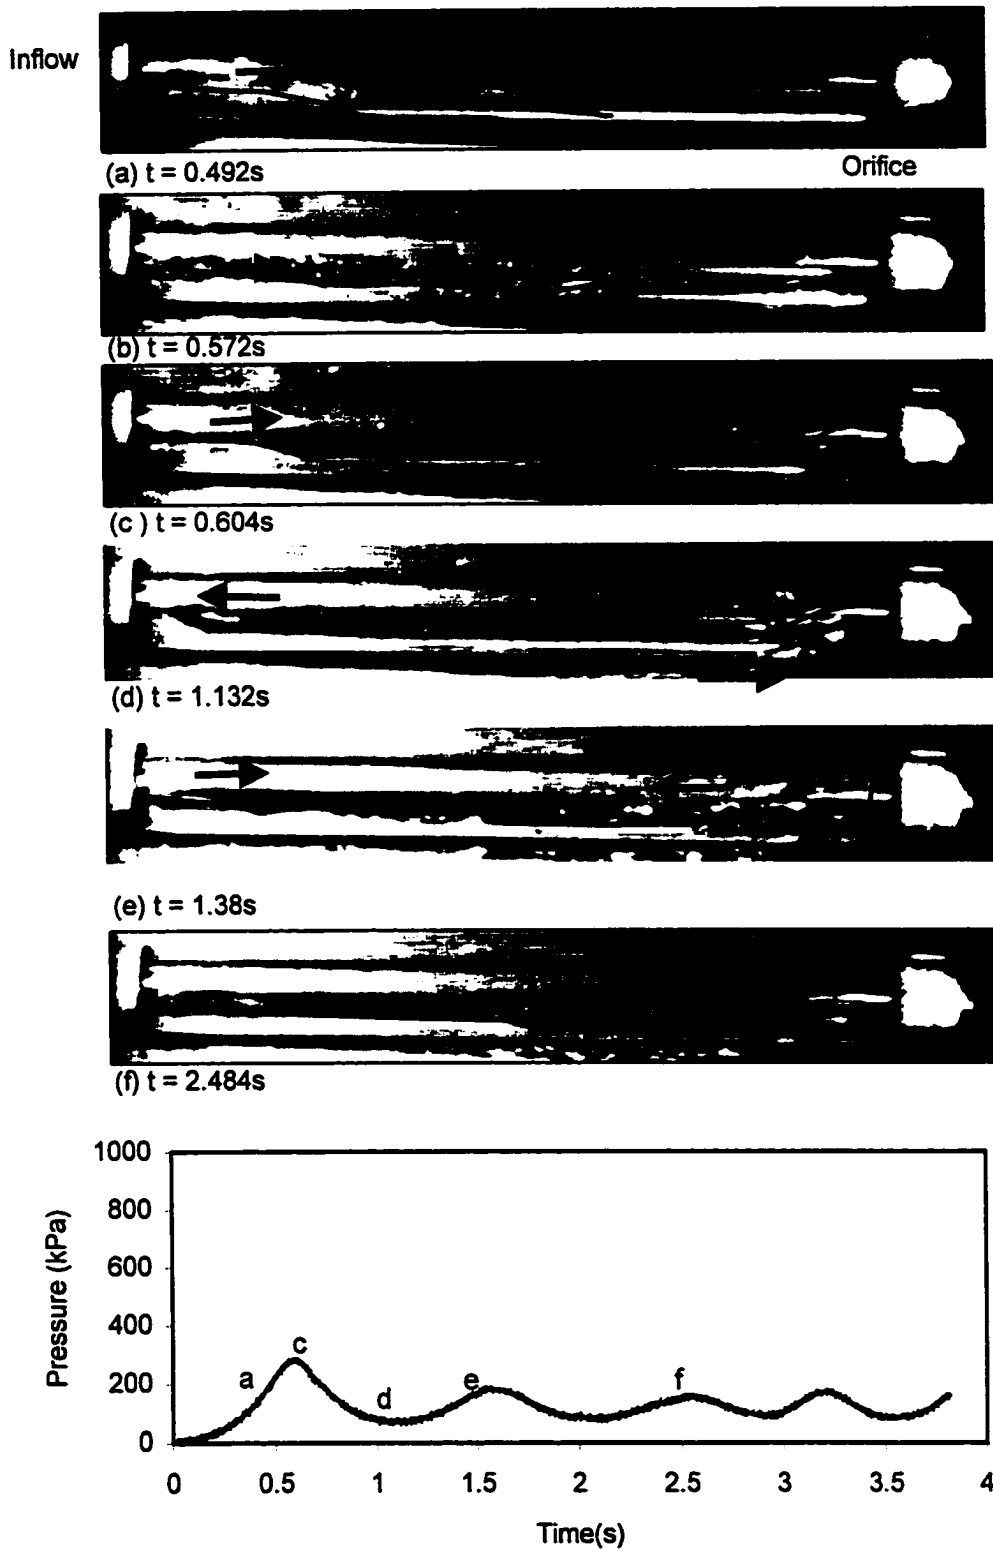 Inflow
(a) t = 0.492s
Orifice
(b) t = 0.572s
(c ) t = 0.604s
(d) t = 1.132s
(e) t = 1.38s
(f) t = 2.484s
1000
800
600
400
200
0
Pressure (kPa)
a
c
d
e
f
0 0.5 1 1.5 2 2.5 3 3.5 4
Time(s)